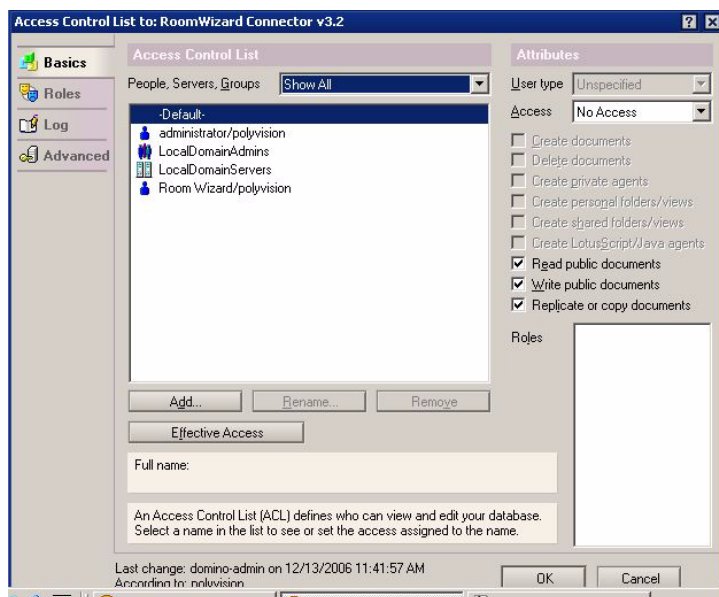 Access Control List to: RoomWizard Connector v3.2
Basics
Roles
Log
Advanced
Access Control List
People, Servers, Groups
Show All
-Default-
administrator/polyvision
LocalDomainAdmins
LocalDomainServers
Room Wizard/polyvision
Add...
Rename...
Remove
Effective Access
Full name:
An Access Control List (ACL) defines who can view and edit your database.
Select a name in the list to see or set the access assigned to the name.
Attributes
User type
Unspecified
Access
No Access
Create documents
Delete documents
Create private agents
Create personal folders/views
Create shared folders/views
Create LotusScript/Java agents
Read public documents
Write public documents
Replicate or copy documents
Roles
Last change: domino-admin on 12/13/2006 11:41:57 AM
According to: polyvision
OK
Cancel